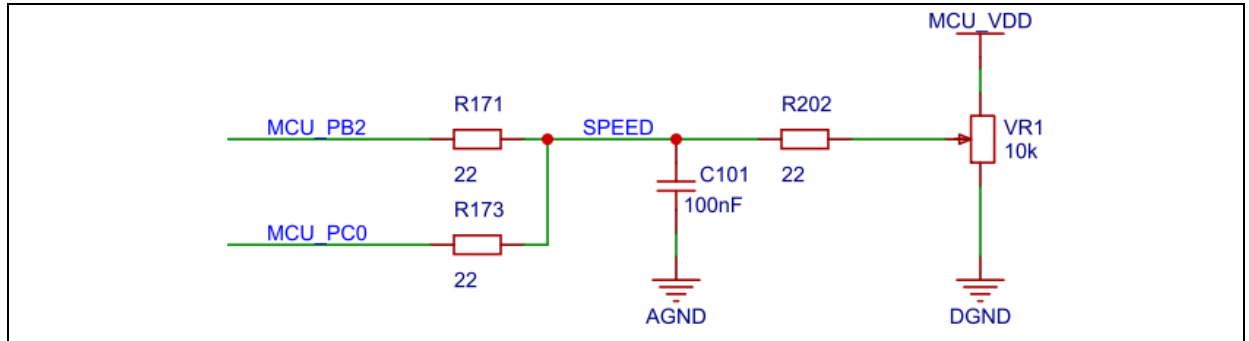 MCU_VDD
R171
R202
MCU_PB2
SPEED
VR1
10k
22
C101
22
100nF
R173
MCU_PC0
22
AGND
DGND